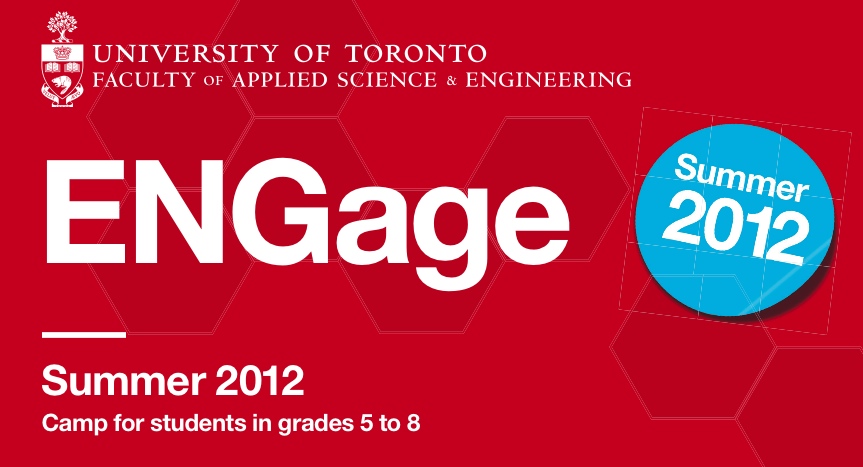 UNIVERSITY OF TORONTO
FACULTY OF APPLIED SCIENCE & ENGINEERING
ENGage
Summer
2012
Summer 2012
Camp for students in grades 5 to 8